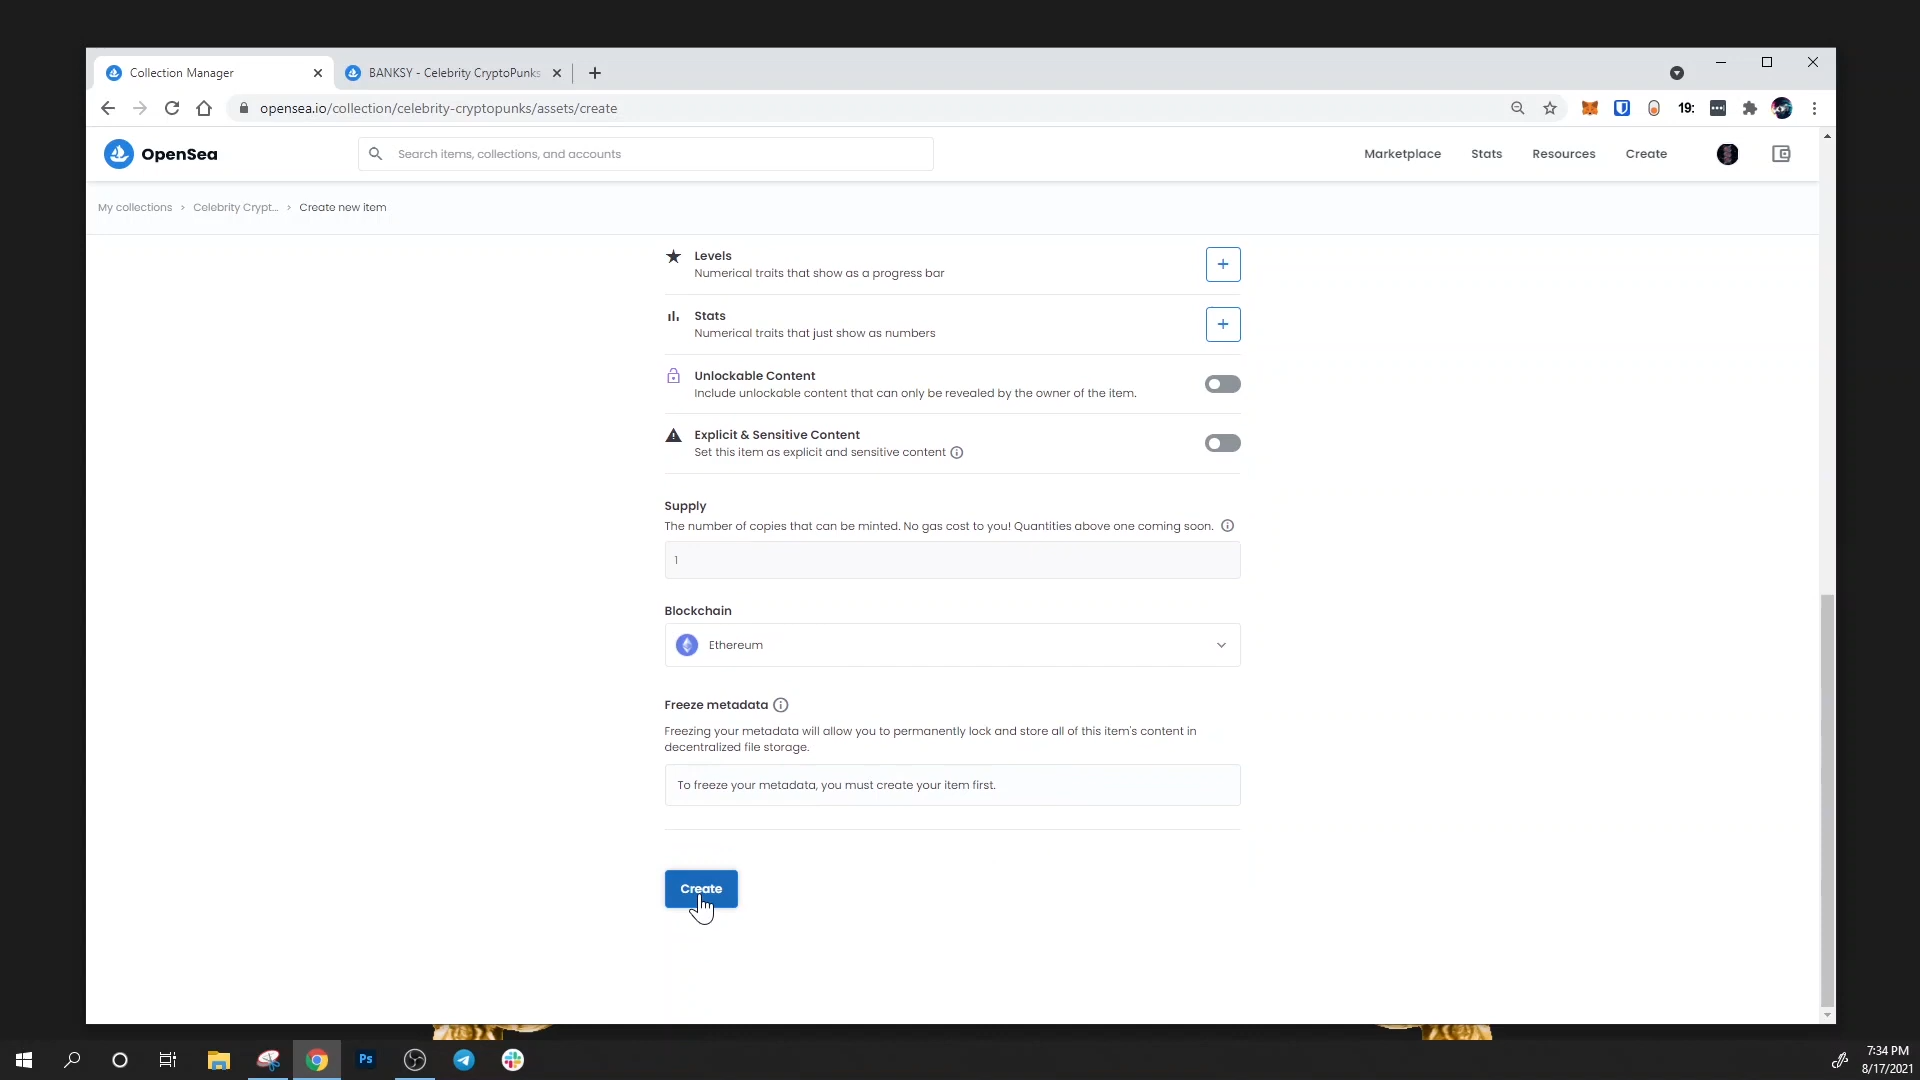 Collection Manager
BANKSY - Celebrity CryptoPunks
opensea.io/collection/celebrity-cryptopunks/assets/create
19:
OpenSea
Search items, collections, and accounts
Marketplace
Stats
Resources
Create
My collections > Celebrity Crypt... > Create new item
Levels
Numerical traits that show as a progress bar
Stats
Numerical traits that just show as numbers
Unlockable Content
Include unlockable content that can only be revealed by the owner of the item.
Explicit & Sensitive Content
Set this item as explicit and sensitive content
Supply
The number of copies that can be minted. No gas cost to you! Quantities above one coming soon.
1
Blockchain
Ethereum
Freeze metadata
Freezing your metadata will allow you to permanently lock and store all of this item's content in
decentralized file storage.
To freeze your metadata, you must create your item first.
Create
Ps
7:34 PM
8/17/2021